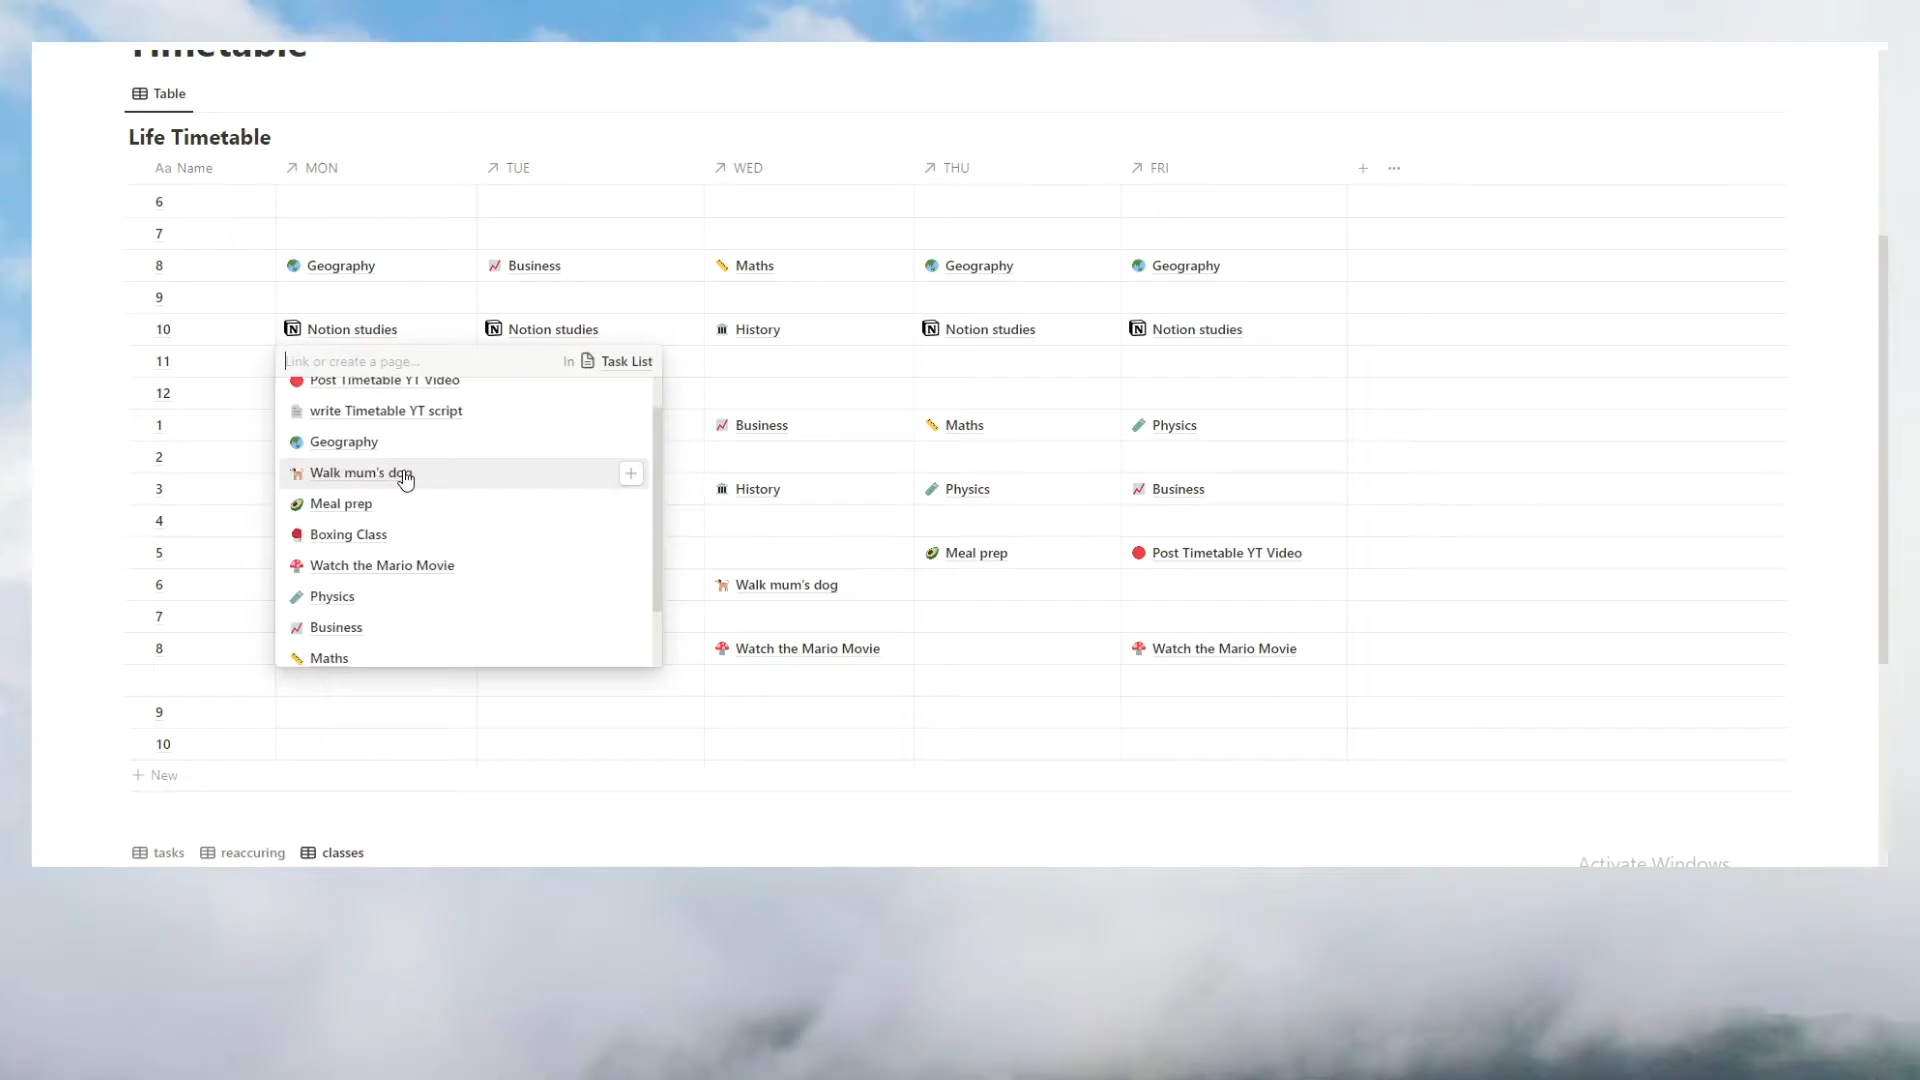 Timetable
Table
Life Timetable
Aa Name MON TUE WED THU FRI + ...
6
7
8 Geography Business Maths Geography Geography
9
10 Notion studies Notion studies History Notion studies Notion studies
11 Link or create a page... In Task List
Post Timetable YT Video
12
write Timetable YT script
1 Business Maths Physics
Geography
2
Walk mum's dog +
3 History Physics Business
Meal prep
4
Boxing Class
5 Meal prep Post Timetable YT Video
Watch the Mario Movie
6 Walk mum's dog
Physics
7
Business
8 Watch the Mario Movie Watch the Mario Movie
Maths
9
10
+ New
tasks reaccuring classes
Activate Windows